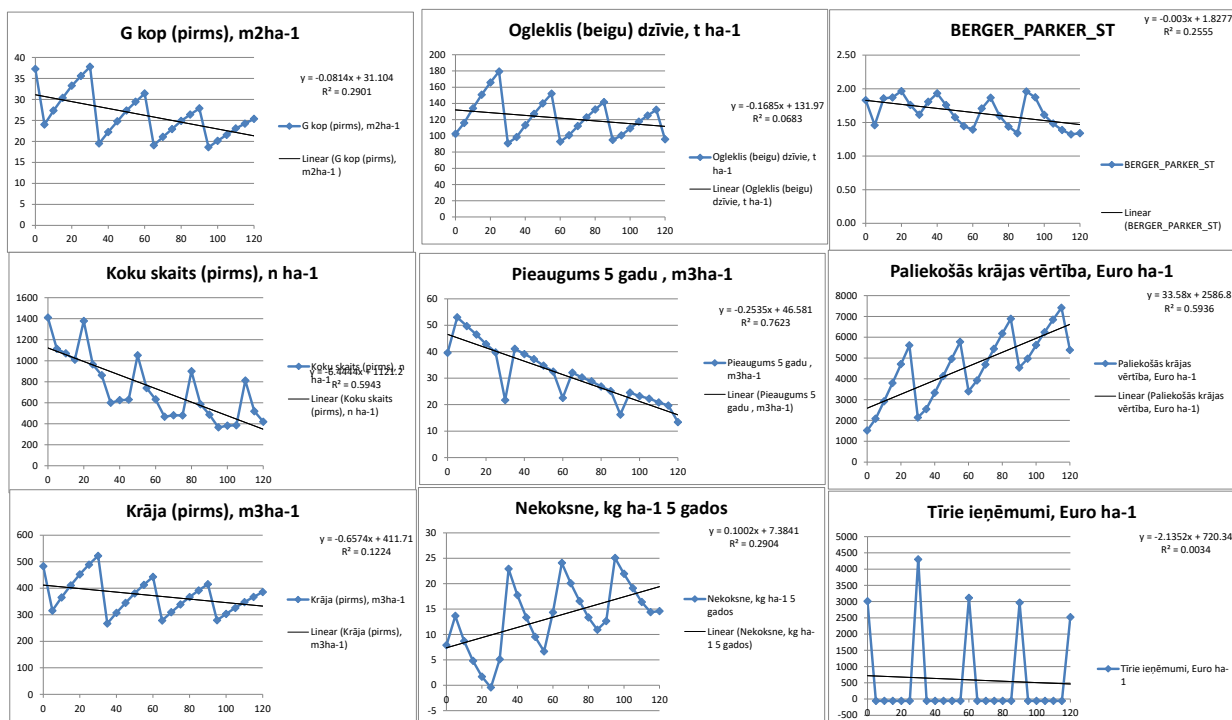 G kop (pirms), m2ha-1
y = -0.0814x + 31.104
R² = 0.2901
40
35
30
25
20
15
10
5
0
0 20 40 60 80 100 120
G kop (pirms), m2ha-1
Linear (G kop (pirms),
m2ha-1 )
Ogleklis (beigu) dzīvie, t ha-1
y = -0.1685x + 131.97
R² = 0.0683
200
180
160
140
120
100
80
60
40
20
0
0 20 40 60 80 100 120
Ogleklis (beigu) dzīvie, t
ha-1
Linear (Ogleklis (beigu)
dzīvie, t ha-1)
BERGER_PARKER_ST
y = -0.003x + 1.8277
R² = 0.2555
2.50
2.00
1.50
1.00
0.50
0.00
0 20 40 60 80 100 120
BERGER_PARKER_ST
Linear
(BERGER_PARKER_ST)
Koku skaits (pirms), n ha-1
1600
1400
1200
1000
800
600
400
200
0
0 20 40 60 80 100 120
Koku skaits (pirms), n
ha-1
y = -6.4444x + 1121.2
R² = 0.5943
Linear (Koku skaits
(pirms), n ha-1)
Pieaugums 5 gadu , m3ha-1
y = -0.2535x + 46.581
R² = 0.7623
60
50
40
30
20
10
0
0 20 40 60 80 100 120
Pieaugums 5 gadu ,
m3ha-1
Linear (Pieaugums 5
gadu , m3ha-1)
Paliekošās krājas vērtība, Euro ha-1
y = 33.58x + 2586.8
R² = 0.5936
8000
7000
6000
5000
4000
3000
2000
1000
0
0 20 40 60 80 100 120
Paliekošās krājas
vērtība, Euro ha-1
Linear (Paliekošās krājas
vērtība, Euro ha-1)
Krāja (pirms), m3ha-1
y = -0.6574x + 411.71
R² = 0.1224
600
500
400
300
200
100
0
0 20 40 60 80 100 120
Krāja (pirms), m3ha-1
Linear (Krāja (pirms),
m3ha-1)
Nekoksne, kg ha-1 5 gados
y = 0.1002x + 7.3841
R² = 0.2904
30
25
20
15
10
5
0
-5
0 20 40 60 80 100 120
Nekoksne, kg ha-1 5
gados
Linear (Nekoksne, kg ha-
1 5 gados)
Tīrie ieņēmumi, Euro ha-1
y = -2.1352x + 720.34
R² = 0.0034
5000
4500
4000
3500
3000
2500
2000
1500
1000
500
0
-500
0 20 40 60 80 100 120
Tīrie ieņēmumi, Euro ha-
1